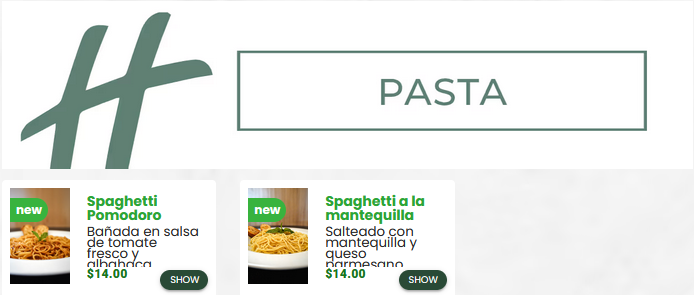 PASTA
new
Spaghetti
Pomodoro
Bañada en salsa
de tomate
fresco y
albahaca
$14.00
SHOW
new
Spaghetti a la
mantequilla
Salteado con
mantequilla y
queso
parmesano
$14.00
SHOW